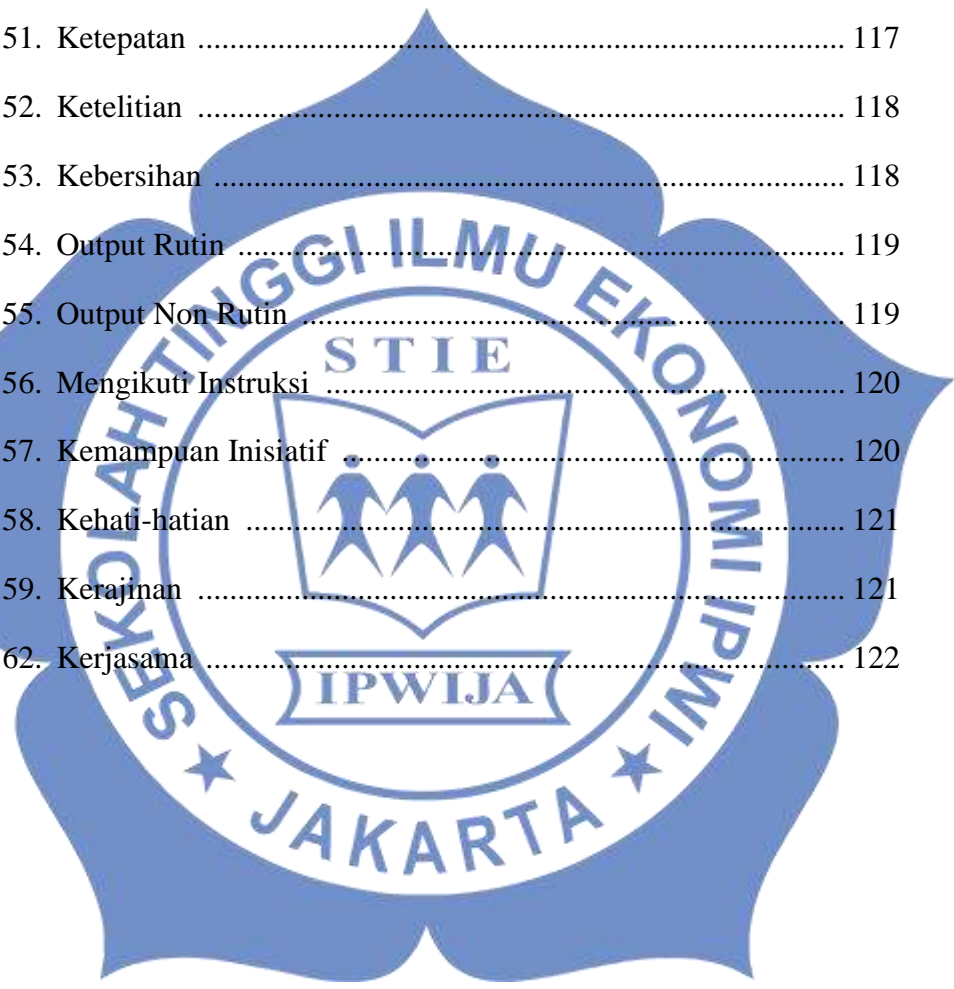 51. Ketepatan ................................................................................ 117
52. Ketelitian ................................................................................ 118
53. Kebersihan .............................................................................. 118
54. Output Rutin ........................................................................... 119
55. Output Non Rutin ................................................................... 119
56. Mengikuti Instruksi ................................................................ 120
57. Kemampuan Inisiatif .............................................................. 120
58. Kehati-hatian .......................................................................... 121
59. Kerajinan ................................................................................ 121
62. Kerjasama ............................................................................... 122
SEKOLAH TINGGI ILMU EKONOMI IPWI
STIE
IPWIJA
JAKARTA